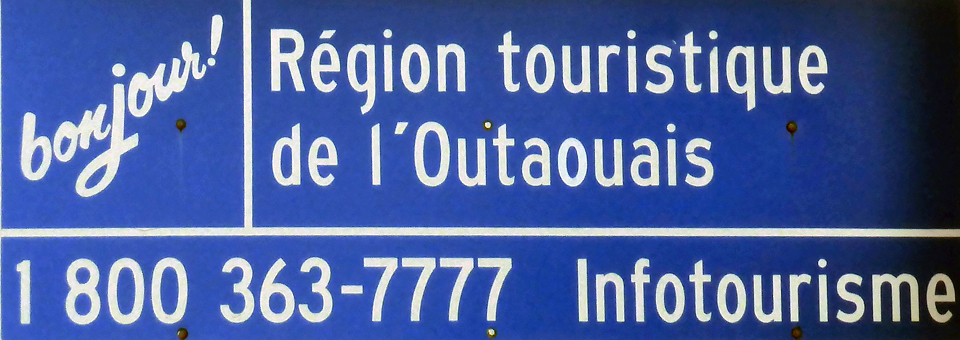 bonjour!
Région touristique
de l'Outaouais
1 800 363-7777 Infotourisme